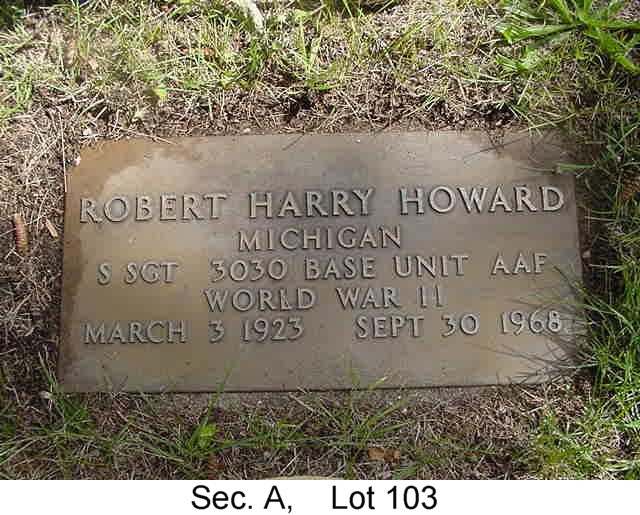 ROBERT HARRY HOWARD
MICHIGAN
S SGT 3030 BASE UNIT AAF
WORLD WAR II
MARCH 3 1923 SEPT 30 1968
Sec. A, Lot 103